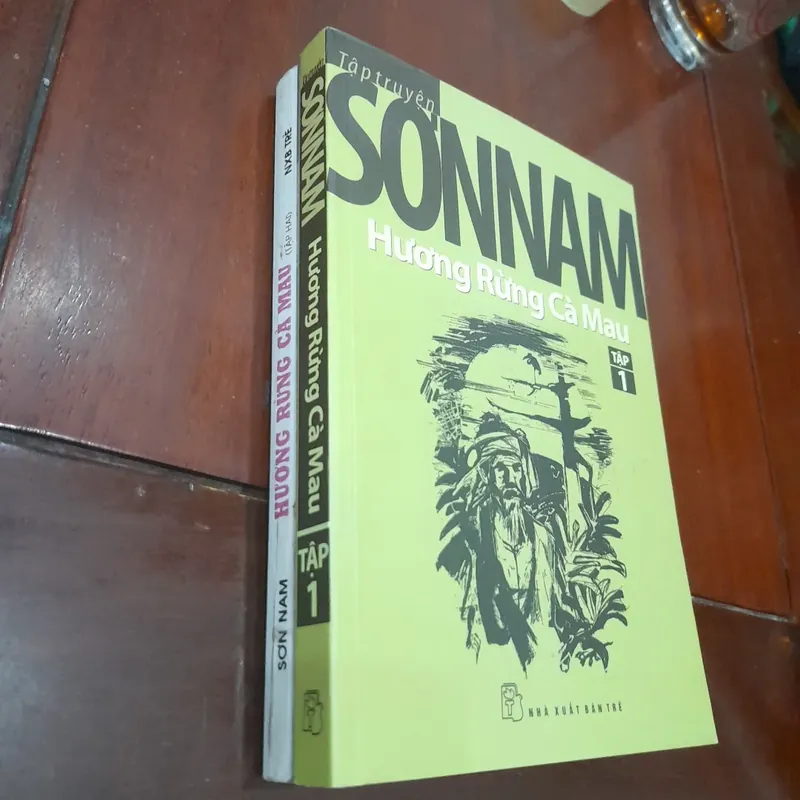 Tập truyện
SƠN NAM
Hương Rừng Cà Mau
TẬP
1
NHÀ XUẤT BẢN TRẺ
SƠN NAM
Hương Rừng Cà Mau
TẬP
1
SƠN NAM
HƯƠNG RỪNG CÀ MAU
(TẬP HAI)
NXB TRẺ